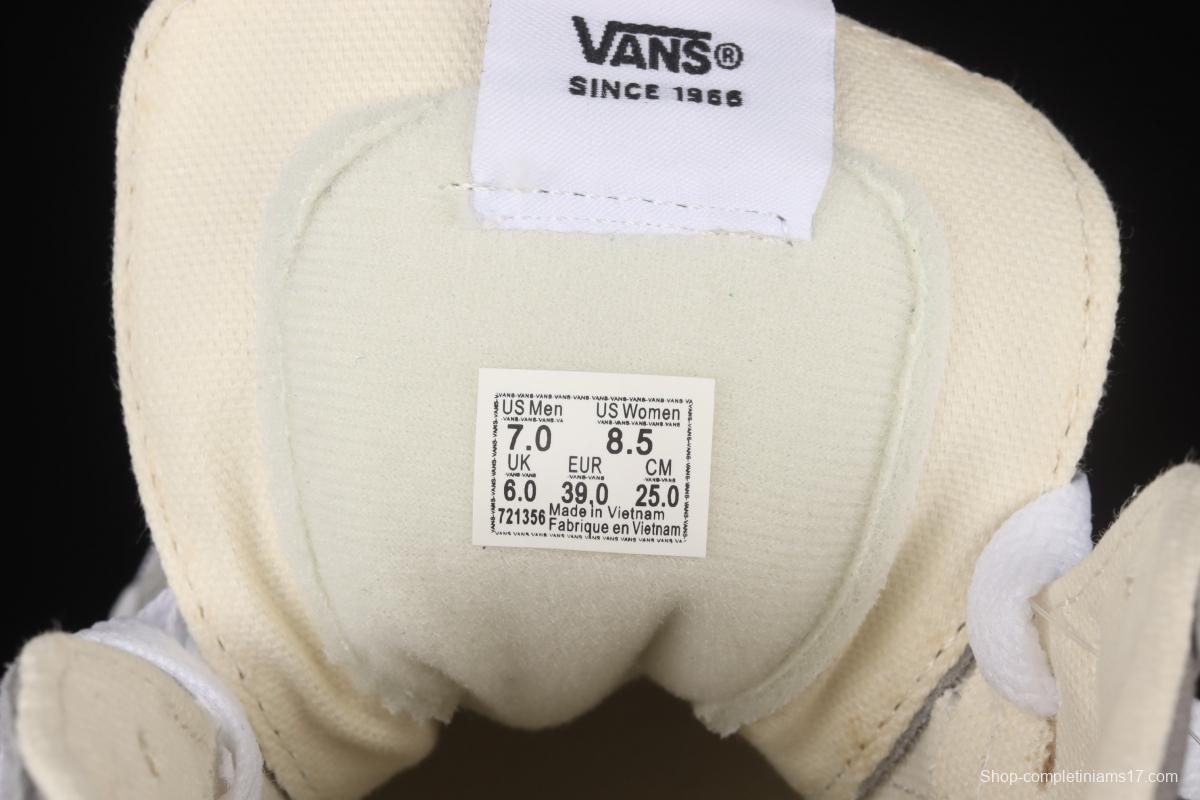 VANS®
SINCE 1966
US Men US Women
7.0 8.5
UK EUR CM
6.0 39.0 25.0
721356 Made in Vietnam
Fabrique en Vietnam
Shop-completiniams17.com